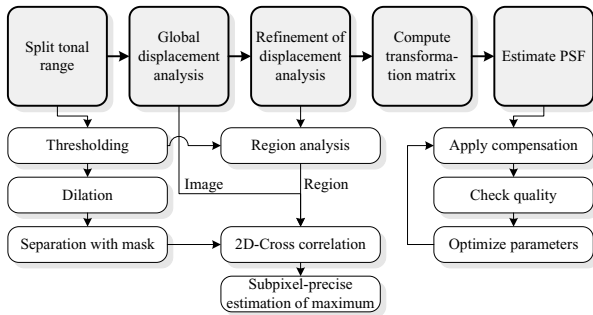 Split tonal
range
Global
displacement
analysis
Refinement of
displacement
analysis
Compute
transforma-
tion matrix
Estimate PSF
Thresholding
Region analysis
Apply compensation
Image
Region
Dilation
Check quality
Separation with mask
2D-Cross correlation
Optimize parameters
Subpixel-precise
estimation of maximum